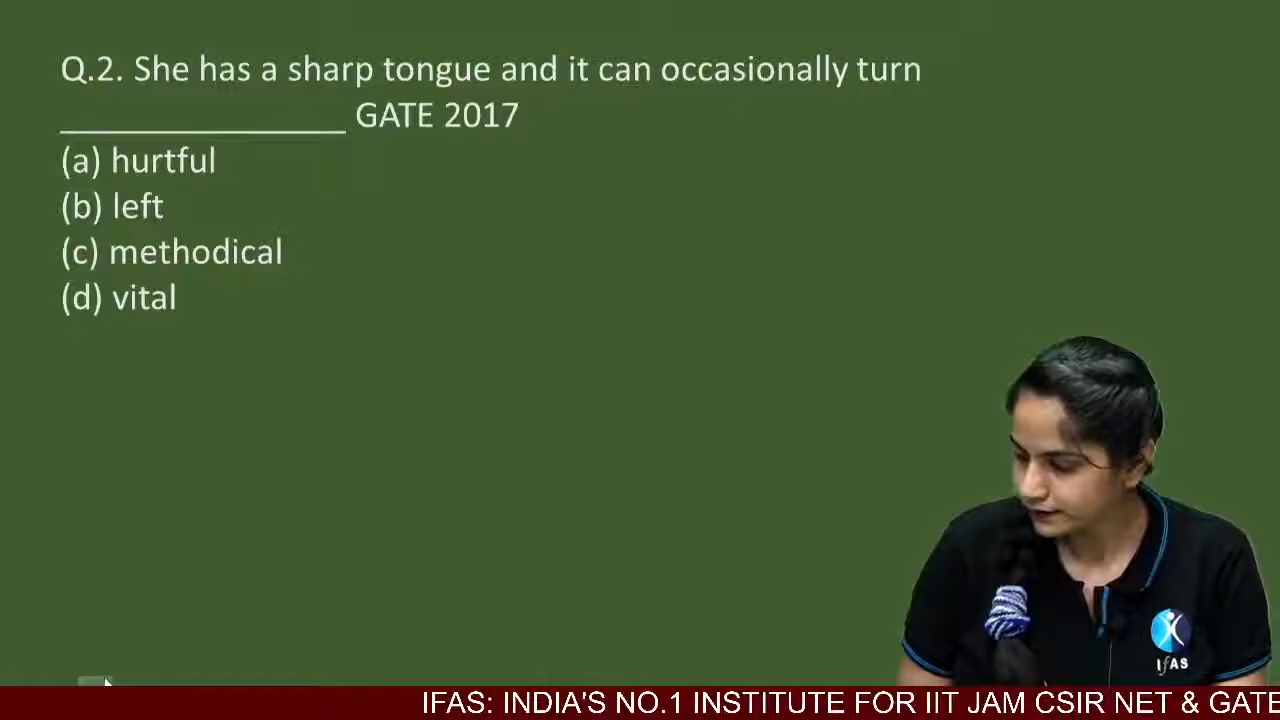 Q.2. She has a sharp tongue and it can occasionally turn
_______________ GATE 2017
(a) hurtful
(b) left
(c) methodical
(d) vital
IFAS
IFAS: INDIA'S NO.1 INSTITUTE FOR IIT JAM CSIR NET & GATE